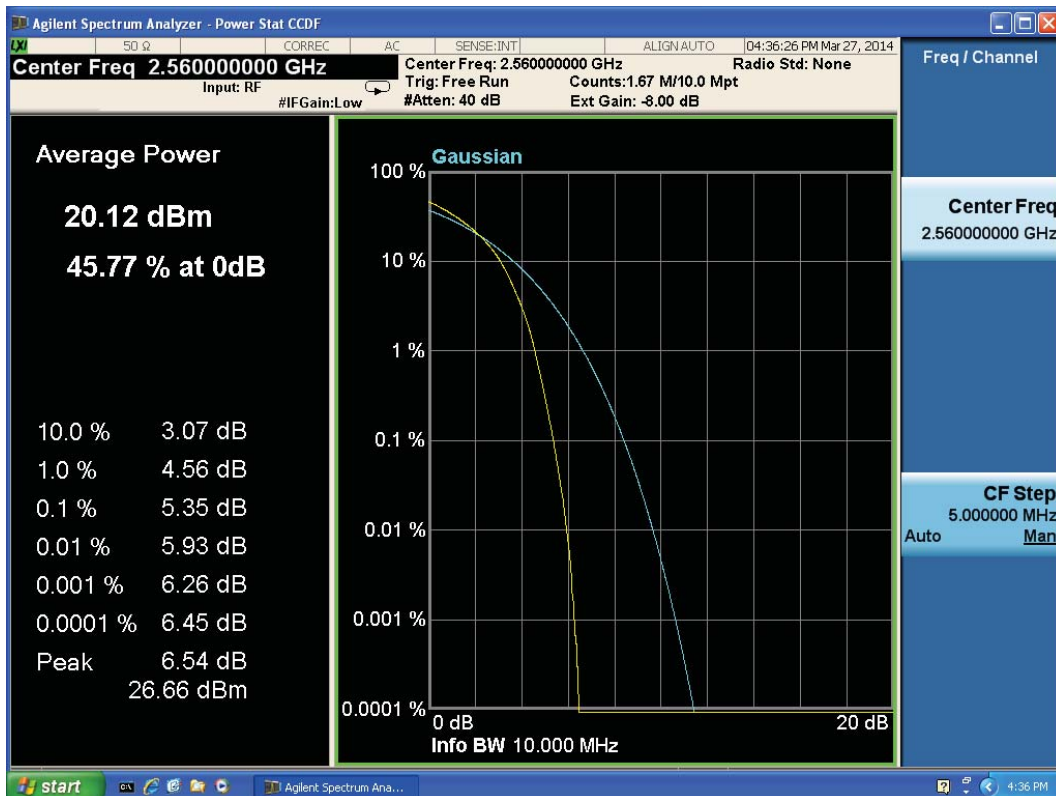 Agilent Spectrum Analyzer - Power Stat CCDF
LXI 50 Ω CORREC AC SENSE:INT ALIGN AUTO 04:36:26 PM Mar 27, 2014
Center Freq 2.560000000 GHz
Input: RF
#IFGain:Low
Center Freq: 2.560000000 GHz Radio Std: None
Trig: Free Run Counts:1.67 M/10.0 Mpt
#Atten: 40 dB Ext Gain: -8.00 dB
Average Power
20.12 dBm
45.77 % at 0dB
10.0 % 3.07 dB
1.0 % 4.56 dB
0.1 % 5.35 dB
0.01 % 5.93 dB
0.001 % 6.26 dB
0.0001 % 6.45 dB
Peak 6.54 dB
26.66 dBm
Gaussian
100 %
10 %
1 %
0.1 %
0.01 %
0.001 %
0.0001 %
0 dB 20 dB
Info BW 10.000 MHz
Freq / Channel
Center Freq
2.560000000 GHz
CF Step
5.000000 MHz
Auto Man
start Agilent Spectrum Ana... 4:36 PM